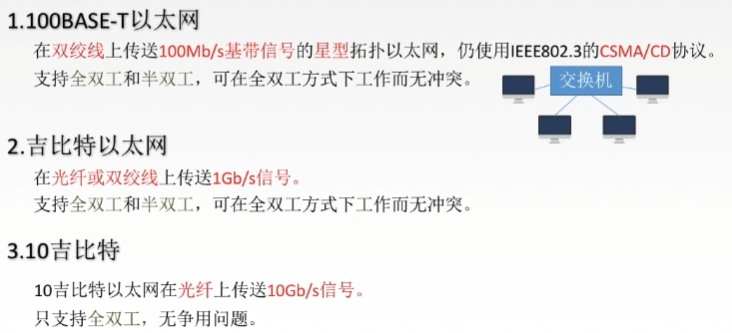 1.100BASE-T以太网
在双绞线上传送100Mb/s基带信号的星型拓扑以太网，仍使用IEEE802.3的CSMA/CD协议。
支持全双工和半双工，可在全双工方式下工作而无冲突。
交换机
2.吉比特以太网
在光纤或双绞线上传送1Gb/s信号。
支持全双工和半双工，可在全双工方式下工作而无冲突。
3.10吉比特
10吉比特以太网在光纤上传送10Gb/s信号。
只支持全双工，无争用问题。